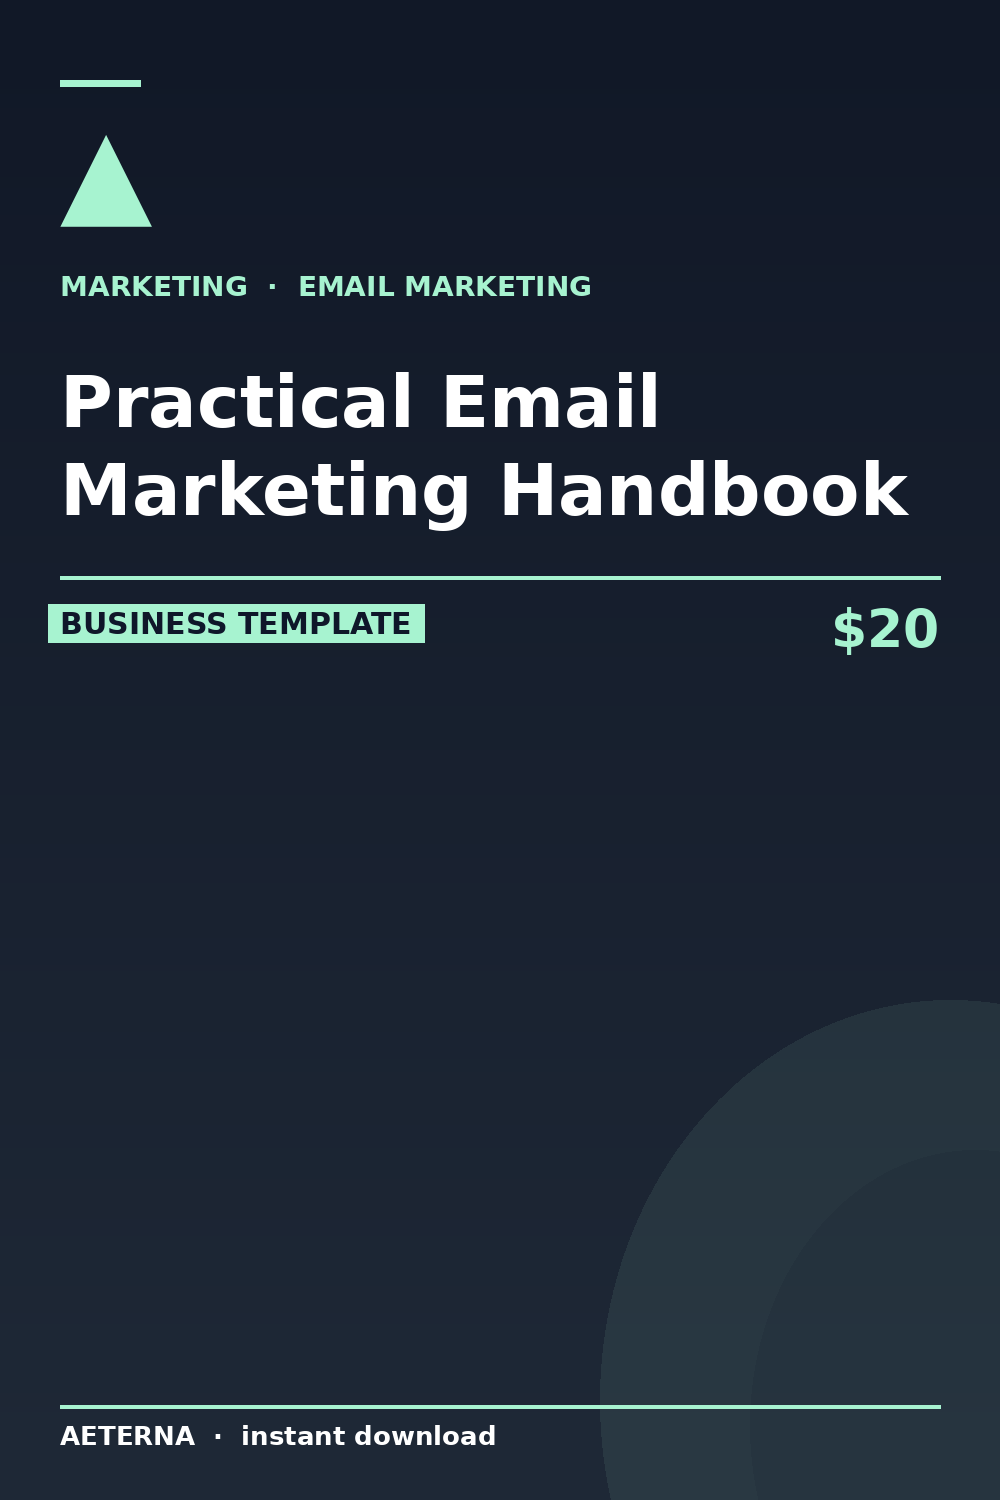 MARKETING · EMAIL MARKETING
Practical Email
Marketing Handbook
BUSINESS TEMPLATE
$20
AETERNA · instant download